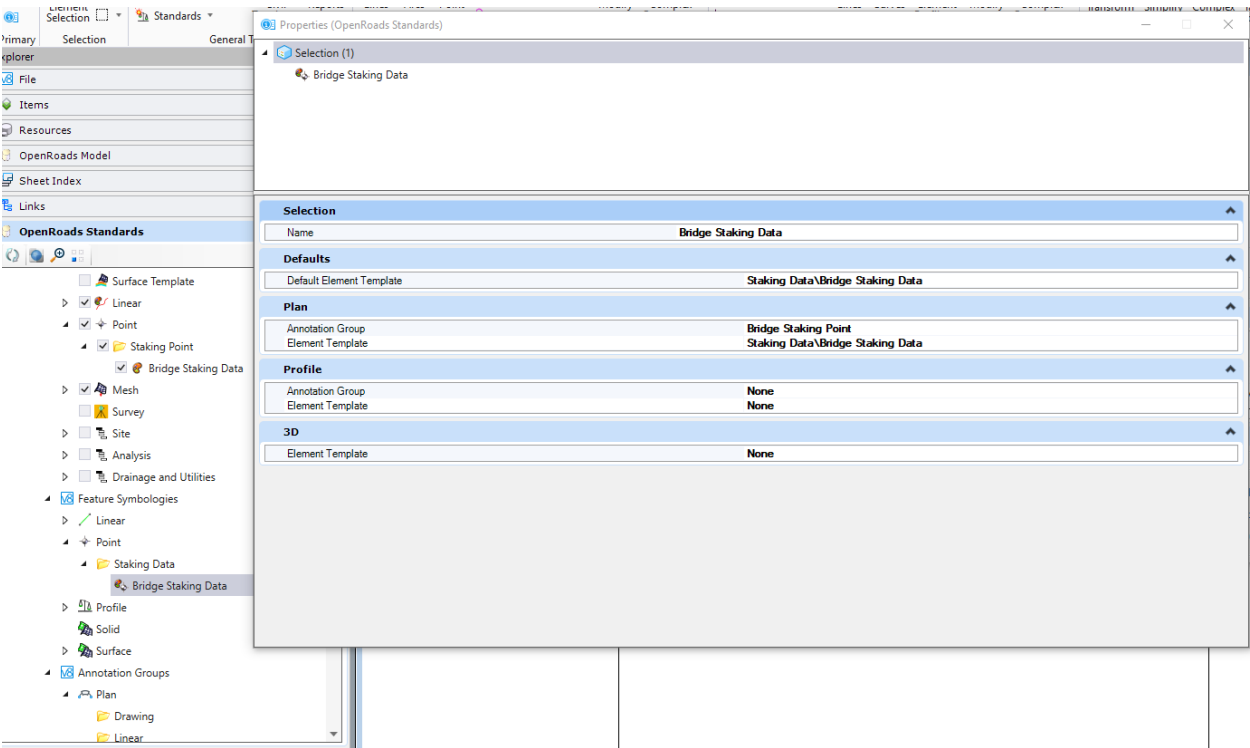 Element
Selection
Standards
Primary Selection General T
Properties (OpenRoads Standards)
Selection (1)
Bridge Staking Data
xplorer
File
Items
Resources
OpenRoads Model
Sheet Index
Links
OpenRoads Standards
Surface Template
Linear
Point
Staking Point
Bridge Staking Data
Mesh
Survey
Site
Analysis
Drainage and Utilities
Feature Symbologies
Linear
Point
Staking Data
Bridge Staking Data
Profile
Solid
Surface
Annotation Groups
Plan
Drawing
Linear
Selection
Name Bridge Staking Data
Defaults
Default Element Template Staking Data\Bridge Staking Data
Plan
Annotation Group Bridge Staking Point
Element Template Staking Data\Bridge Staking Data
Profile
Annotation Group None
Element Template None
3D
Element Template None